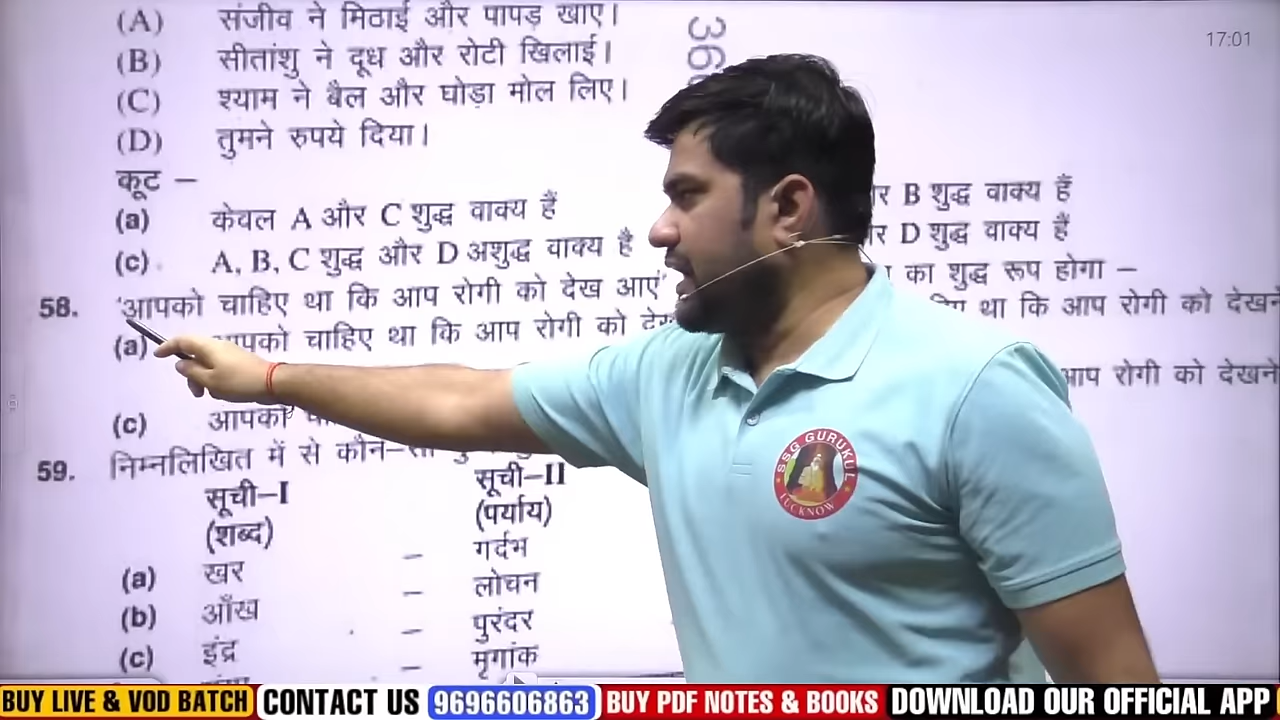 (A) संजीव ने मिठाई और पापड़ खाए।
(B) सीतांशु ने दूध और रोटी खिलाई।
(C) श्याम ने बैल और घोड़ा मोल लिए।
(D) तुमने रुपये दिया।
कूट –
(a) केवल A और C शुद्ध वाक्य हैं
B शुद्ध वाक्य हैं
(c) A, B, C शुद्ध और D अशुद्ध वाक्य है
D शुद्ध वाक्य हैं
58. 'आपको चाहिए था कि आप रोगी को देख आएं' का शुद्ध रूप होगा –
(a) आपको चाहिए था कि आप रोगी को
था कि आप रोगी को देखने
आप रोगी को देखने
(c) आपको
59. निम्नलिखित में से कौन-सा
सूची-I सूची-II
(शब्द) (पर्याय)
(a) खर – गर्दभ
(b) आँख – लोचन
(c) इंद्र – पुरंदर
– मृगांक
17:01
SSG GURUKUL
LUCKNOW
BUY LIVE & VOD BATCH CONTACT US 9696606863 BUY PDF NOTES & BOOKS DOWNLOAD OUR OFFICIAL APP